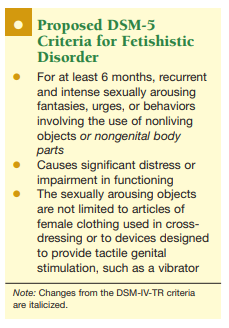 Proposed DSM-5
Criteria for Fetishistic
Disorder
For at least 6 months, recurrent
and intense sexually arousing
fantasies, urges, or behaviors
involving the use of nonliving
objects or nongenital body
parts
Causes significant distress or
impairment in functioning
The sexually arousing objects
are not limited to articles of
female clothing used in cross-
dressing or to devices designed
to provide tactile genital
stimulation, such as a vibrator
Note: Changes from the DSM-IV-TR criteria
are italicized.